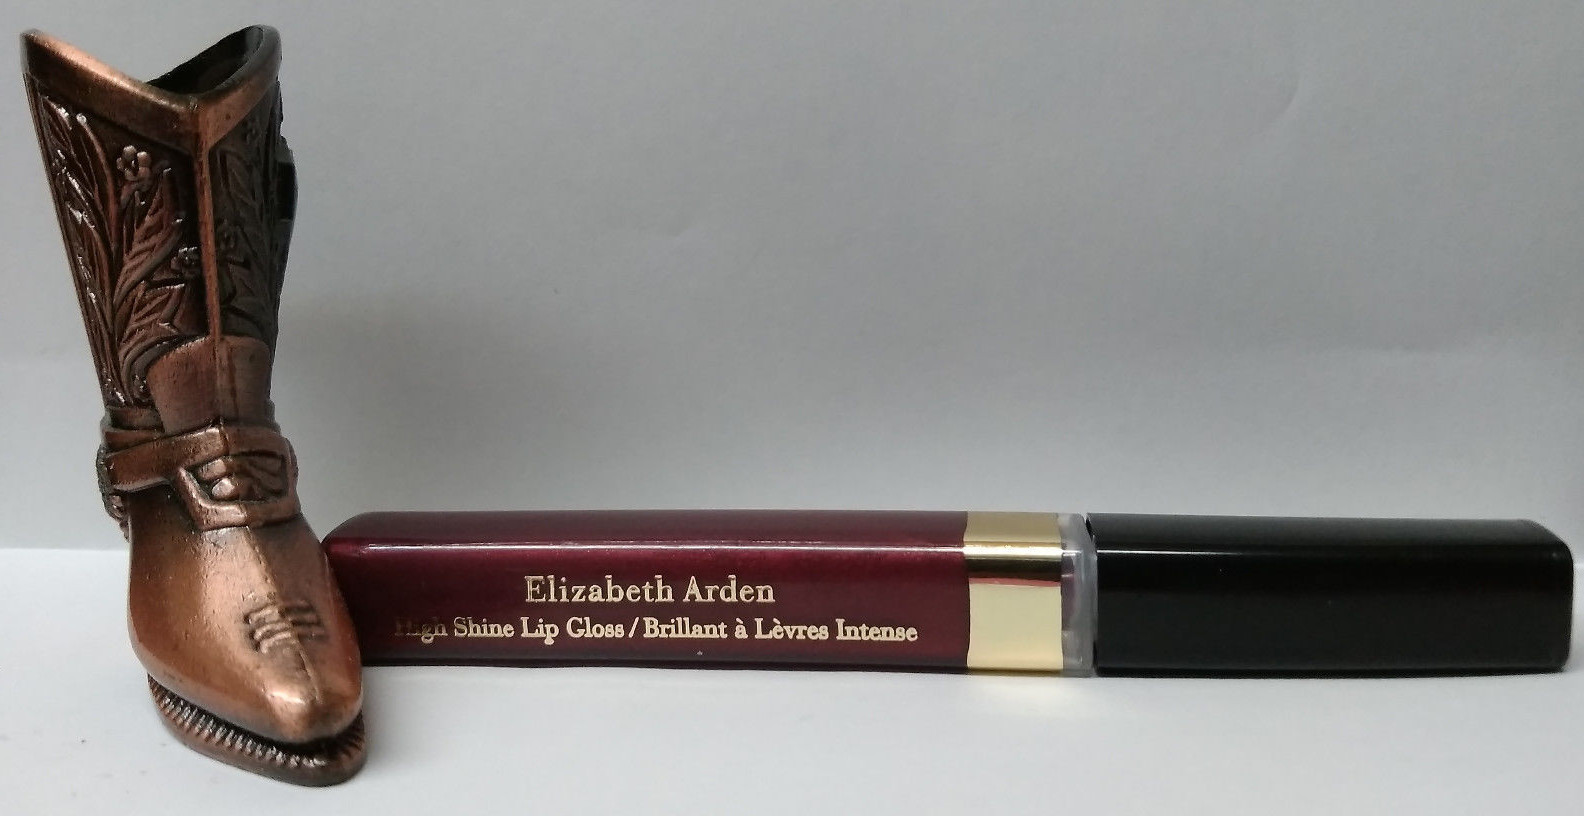 Elizabeth Arden
High Shine Lip Gloss / Brillant à Lèvres Intense